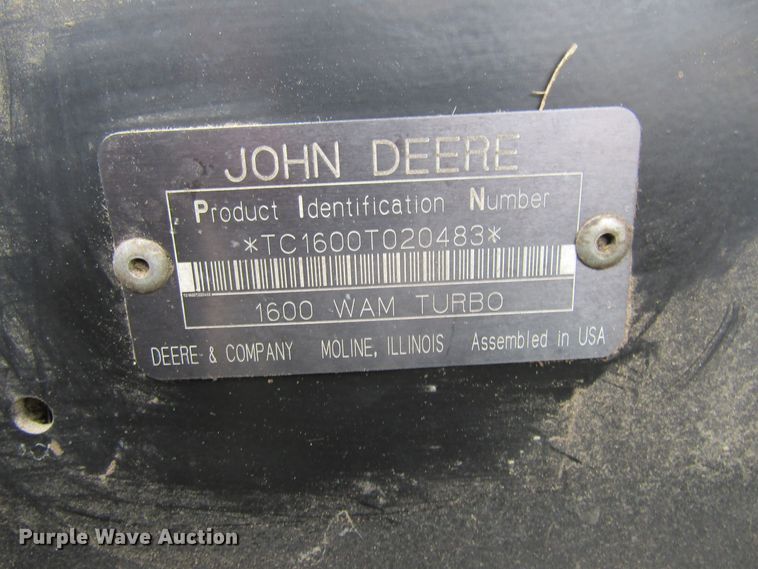 JOHN DEERE
Product Identification Number
*TC1600T020483*
1600 WAM TURBO
DEERE & COMPANY MOLINE, ILLINOIS Assembled in USA
Purple Wave Auction